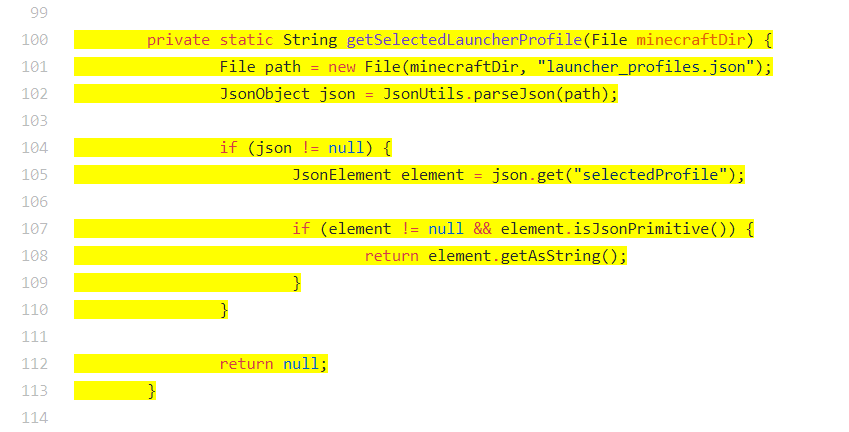 99
100 private static String getSelectedLauncherProfile(File minecraftDir) {
101 File path = new File(minecraftDir, "launcher_profiles.json");
102 JsonObject json = JsonUtils.parseJson(path);
103
104 if (json != null) {
105 JsonElement element = json.get("selectedProfile");
106
107 if (element != null && element.isJsonPrimitive()) {
108 return element.getAsString();
109 }
110 }
111
112 return null;
113 }
114